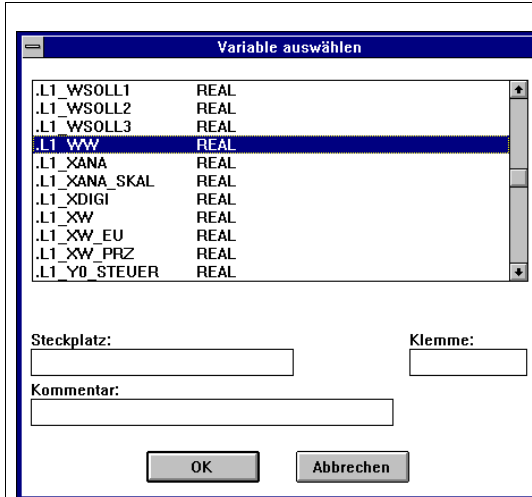 Variable auswählen
.L1_WSOLL1 REAL
.L1_WSOLL2 REAL
.L1_WSOLL3 REAL
.L1_WW REAL
.L1_XANA REAL
.L1_XANA_SKAL REAL
.L1_XDIGI REAL
.L1_XW REAL
.L1_XW_EU REAL
.L1_XW_PRZ REAL
.L1_Y0_STEUER REAL
Steckplatz: Klemme:
Kommentar:
OK Abbrechen